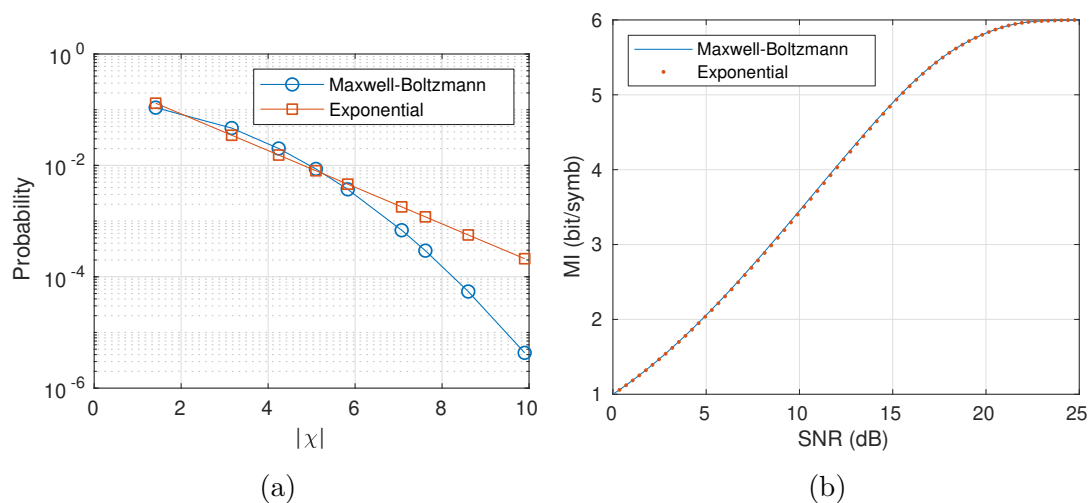 10^0
10^-2
10^-4
10^-6
Probability
0 2 4 6 8 10
|χ|
Maxwell-Boltzmann
Exponential
(a)
6
5
4
3
2
1
MI (bit/symb)
0 5 10 15 20 25
SNR (dB)
Maxwell-Boltzmann
Exponential
(b)